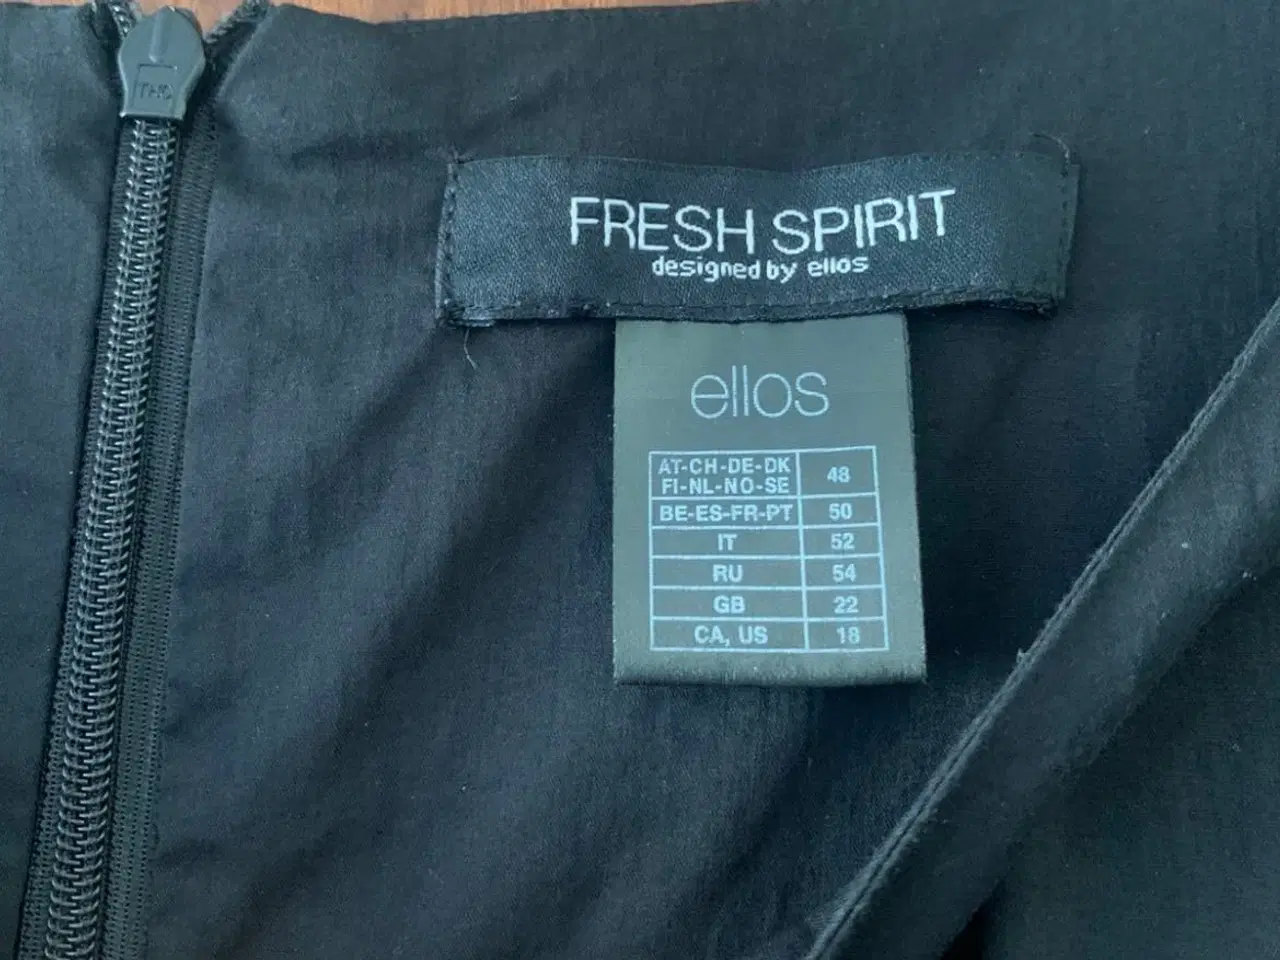 FRESH SPIRIT
designed by ellos
ellos
AT-CH-DE-DK
FI-NL-NO-SE 48
BE-ES-FR-PT 50
IT 52
RU 54
GB 22
CA, US 18